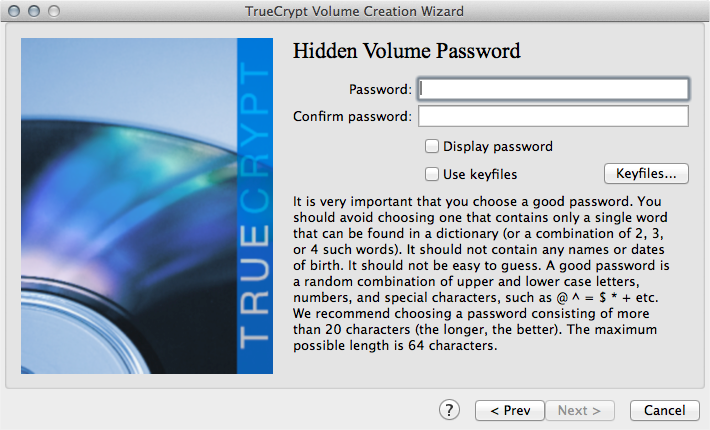 TrueCrypt Volume Creation Wizard
TRUECRYPT
Hidden Volume Password
Password:
Confirm password:
Display password
Use keyfiles
Keyfiles...
It is very important that you choose a good password. You
should avoid choosing one that contains only a single word
that can be found in a dictionary (or a combination of 2, 3,
or 4 such words). It should not contain any names or dates
of birth. It should not be easy to guess. A good password is
a random combination of upper and lower case letters,
numbers, and special characters, such as @ ^ = $ * + etc.
We recommend choosing a password consisting of more
than 20 characters (the longer, the better). The maximum
possible length is 64 characters.
?
< Prev
Next >
Cancel